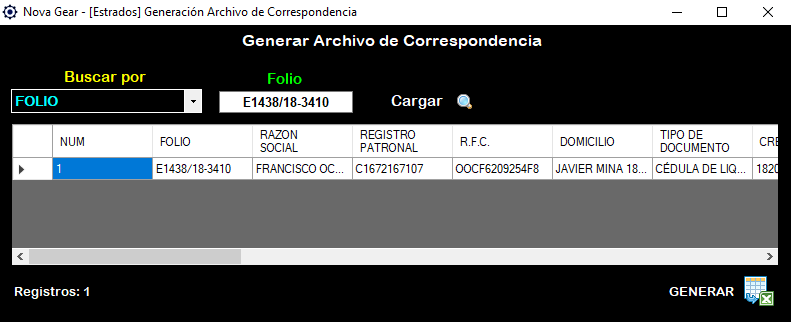 Nova Gear - [Estrados] Generación Archivo de Correspondencia
Generar Archivo de Correspondencia
Buscar por
Folio
FOLIO
E1438/18-3410
Cargar
NUM FOLIO RAZON SOCIAL REGISTRO PATRONAL R.F.C. DOMICILIO TIPO DE DOCUMENTO CRE
1 E1438/18-3410 FRANCISCO OC... C1672167107 OOCF6209254F8 JAVIER MINA 18... CÉDULA DE LIQ... 1820
Registros: 1
GENERAR